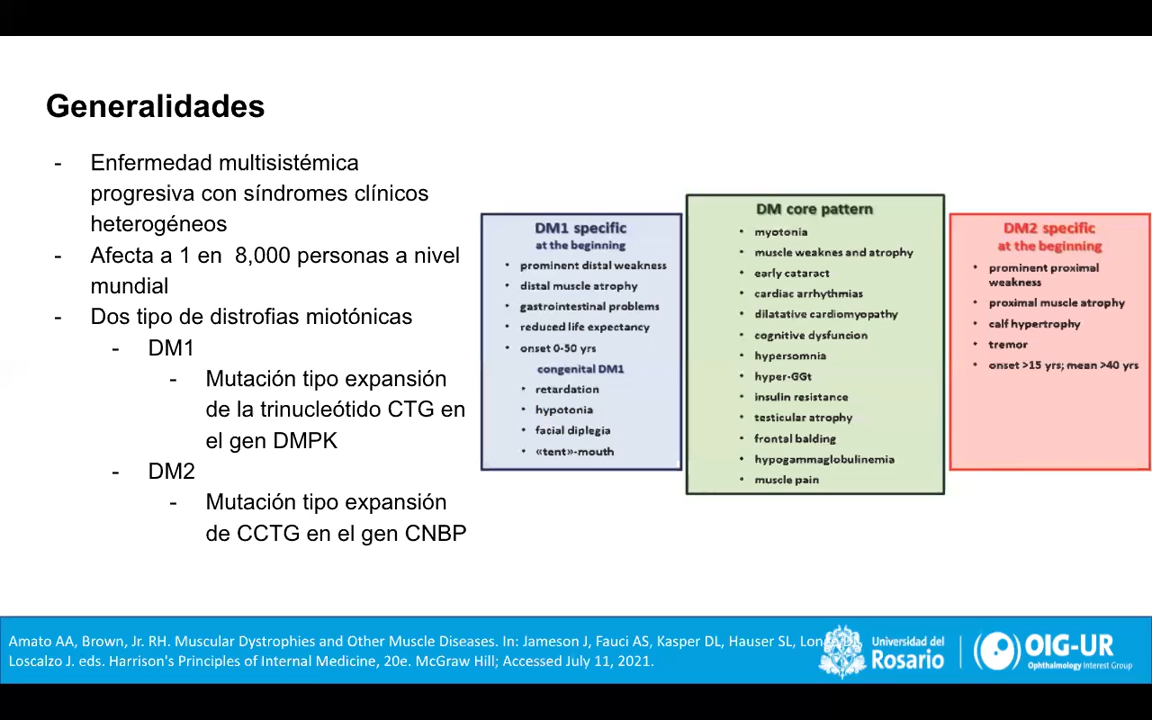 Generalidades
- Enfermedad multisistémica
progresiva con síndromes clínicos
heterogéneos
- Afecta a 1 en 8,000 personas a nivel
mundial
- Dos tipo de distrofias miotónicas
- DM1
- Mutación tipo expansión
de la trinucleótido CTG en
el gen DMPK
- DM2
- Mutación tipo expansión
de CCTG en el gen CNBP
DM1 specific
at the beginning
• prominent distal weakness
• distal muscle atrophy
• gastrointestinal problems
• reduced life expectancy
• onset 0-50 yrs
congenital DM1
• retardation
• hypotonia
• facial diplegia
• «tent»-mouth
DM core pattern
• myotonia
• muscle weaknes and atrophy
• early cataract
• cardiac arrhythmias
• dilatative cardiomyopathy
• cognitive dysfuncion
• hypersomnia
• hyper-GGt
• insulin resistance
• testicular atrophy
• frontal balding
• hypogammaglobulinemia
• muscle pain
DM2 specific
at the beginning
• prominent proximal
weakness
• proximal muscle atrophy
• calf hypertrophy
• tremor
• onset >15 yrs; mean >40 yrs
Amato AA, Brown, Jr. RH. Muscular Dystrophies and Other Muscle Diseases. In: Jameson J, Fauci AS, Kasper DL, Hauser SL,
Loscalzo J. eds. Harrison's Principles of Internal Medicine, 20e. McGraw Hill; Accessed July 11, 2021.
Universidad del
Rosario
OIG-UR
Ophthalmology Interest Group